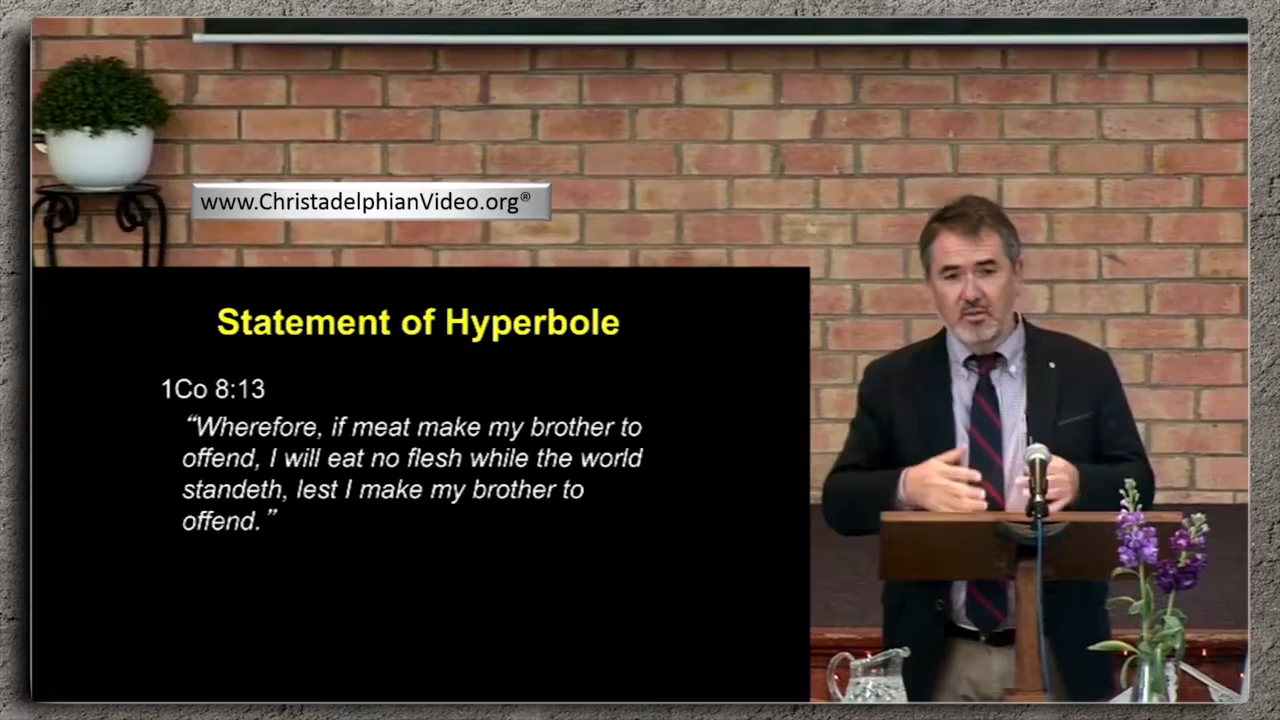 www.ChristadelphianVideo.org®
Statement of Hyperbole
1Co 8:13
“Wherefore, if meat make my brother to
offend, I will eat no flesh while the world
standeth, lest I make my brother to
offend.”